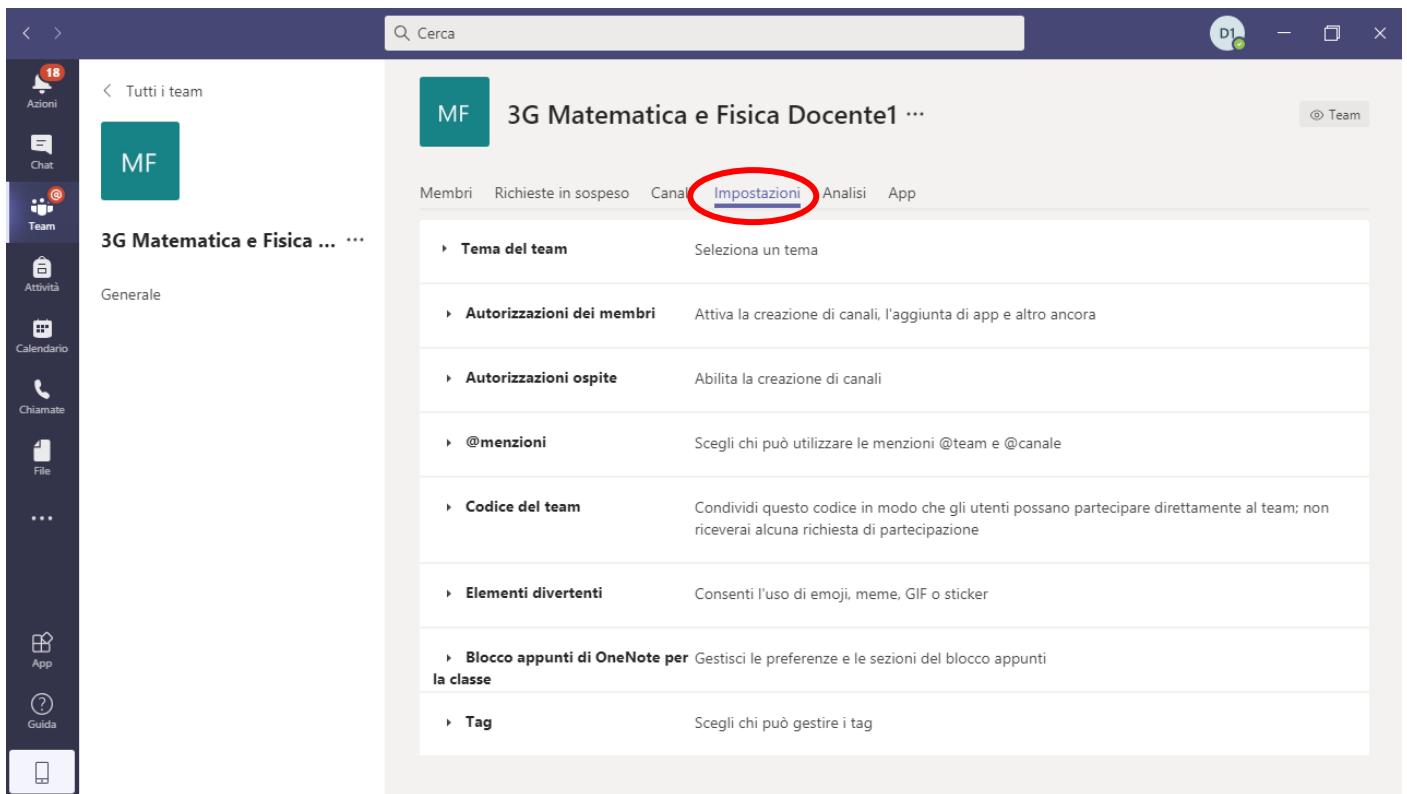 Cerca
D1
18
Azioni
Chat
@
Team
Attività
Calendario
Chiamate
File
App
Guida
Tutti i team
MF
3G Matematica e Fisica ... ···
Generale
MF
3G Matematica e Fisica Docente1 ···
Team
Membri Richieste in sospeso Canal Impostazioni Analisi App
Tema del team Seleziona un tema
Autorizzazioni dei membri Attiva la creazione di canali, l'aggiunta di app e altro ancora
Autorizzazioni ospite Abilita la creazione di canali
@menzioni Scegli chi può utilizzare le menzioni @team e @canale
Codice del team Condividi questo codice in modo che gli utenti possano partecipare direttamente al team; non
riceverai alcuna richiesta di partecipazione
Elementi divertenti Consenti l'uso di emoji, meme, GIF o sticker
Blocco appunti di OneNote per Gestisci le preferenze e le sezioni del blocco appunti
la classe
Tag Scegli chi può gestire i tag